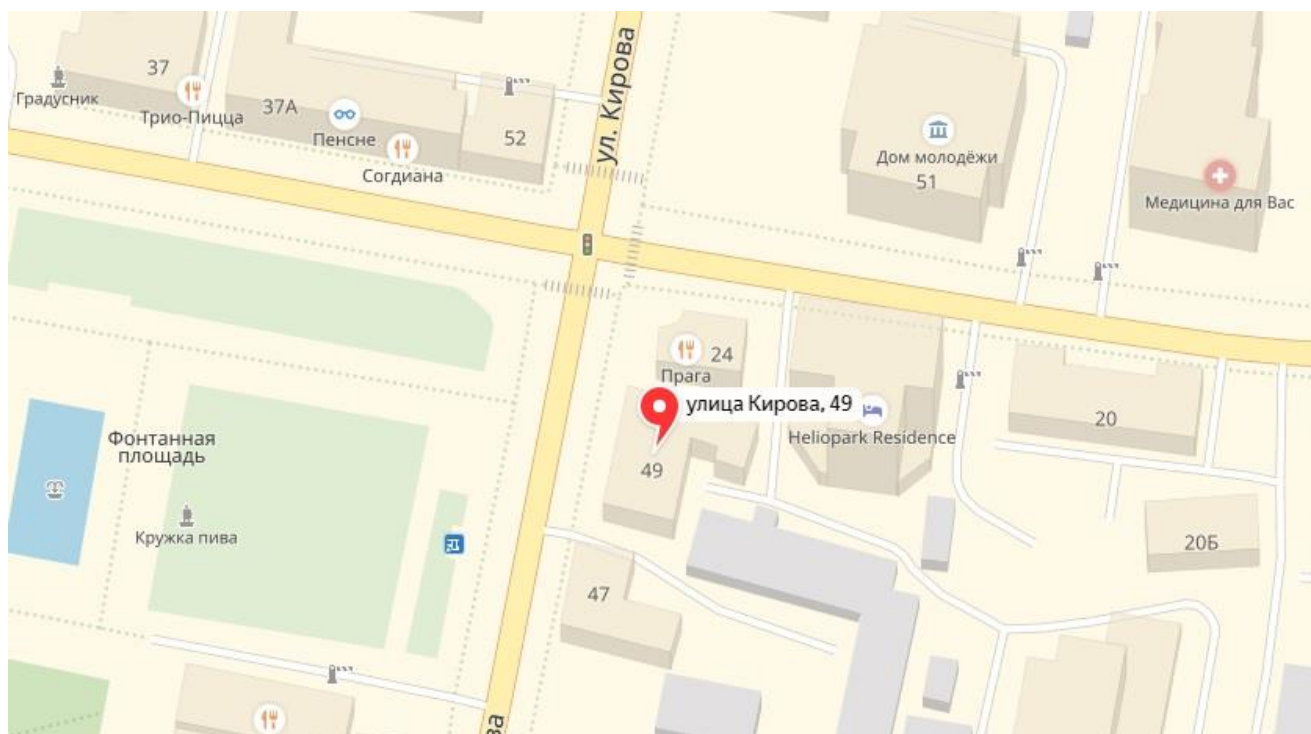 ул. Кирова
37
Градусник
Трио-Пицца
37А
Пенсне
Согдиана
52
Дом молодёжи
51
Медицина для Вас
24
Прага
улица Кирова, 49
Heliopark Residence
20
49
Фонтанная
площадь
Кружка пива
47
20Б
ва